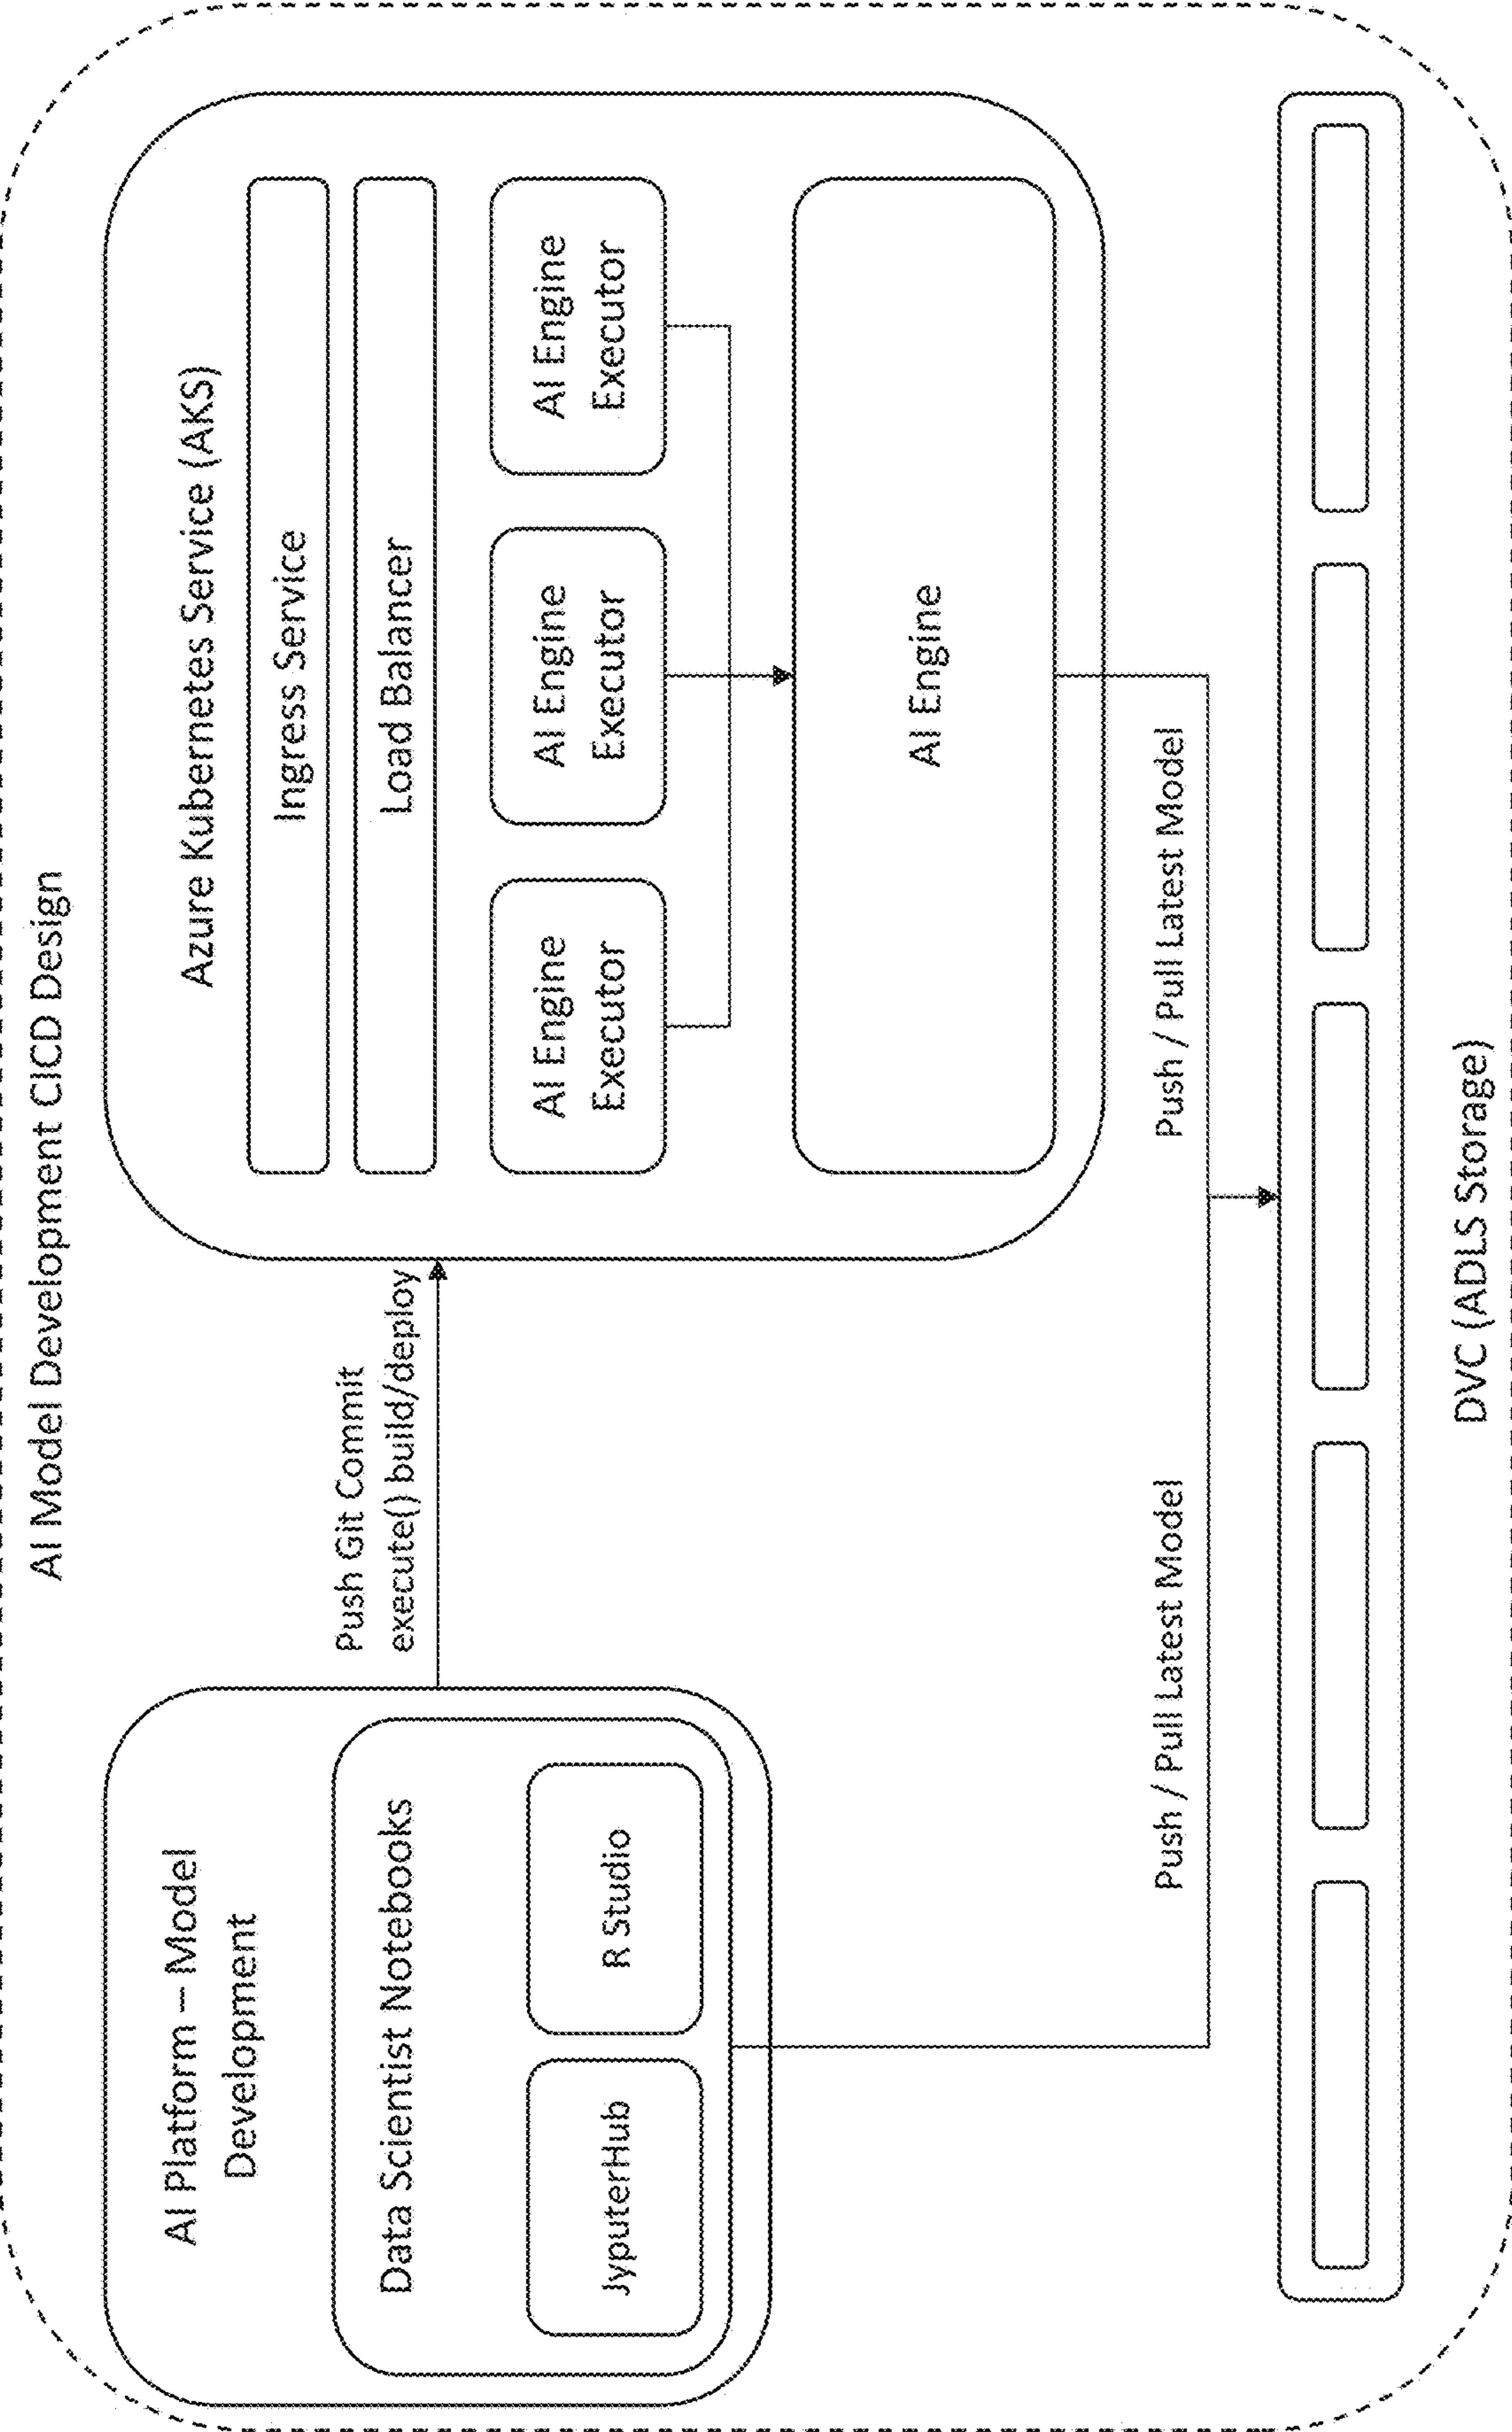 AI Model Development CICD Design
AI Platform – Model
Development
Data Scientist Notebooks
JyputerHub
R Studio
Push Git Commit
execute() build/deploy
Azure Kubernetes Service (AKS)
Ingress Service
Load Balancer
AI Engine
Executor
AI Engine
Executor
AI Engine
Executor
AI Engine
Push / Pull Latest Model
Push / Pull Latest Model
DVC (ADLS Storage)